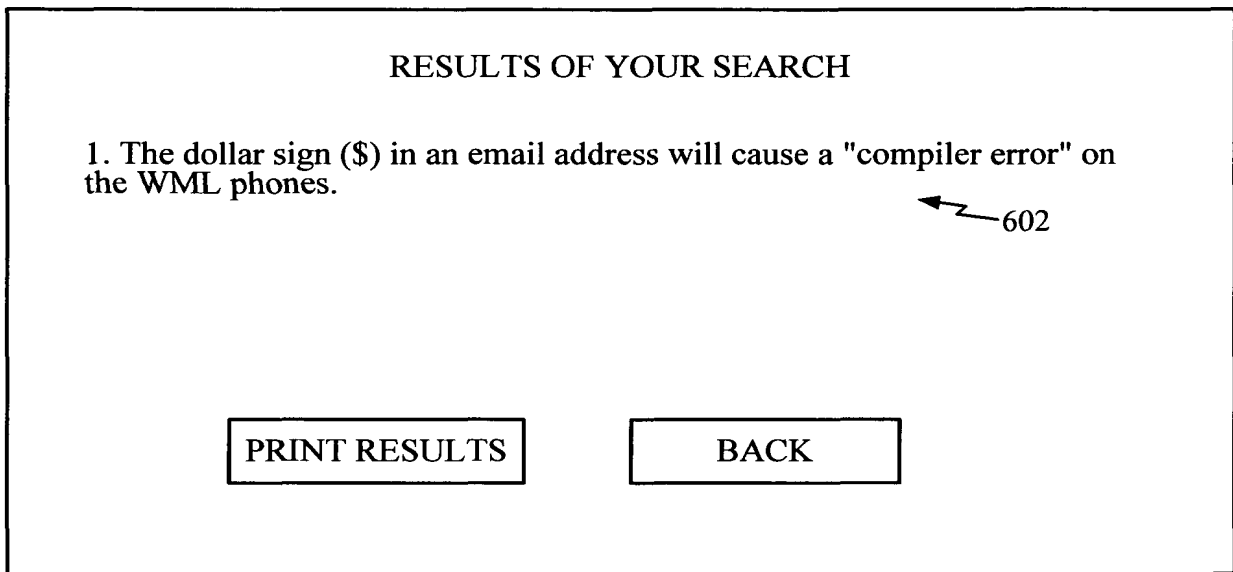 RESULTS OF YOUR SEARCH
1. The dollar sign ($) in an email address will cause a "compiler error" on
the WML phones.
602
PRINT RESULTS
BACK